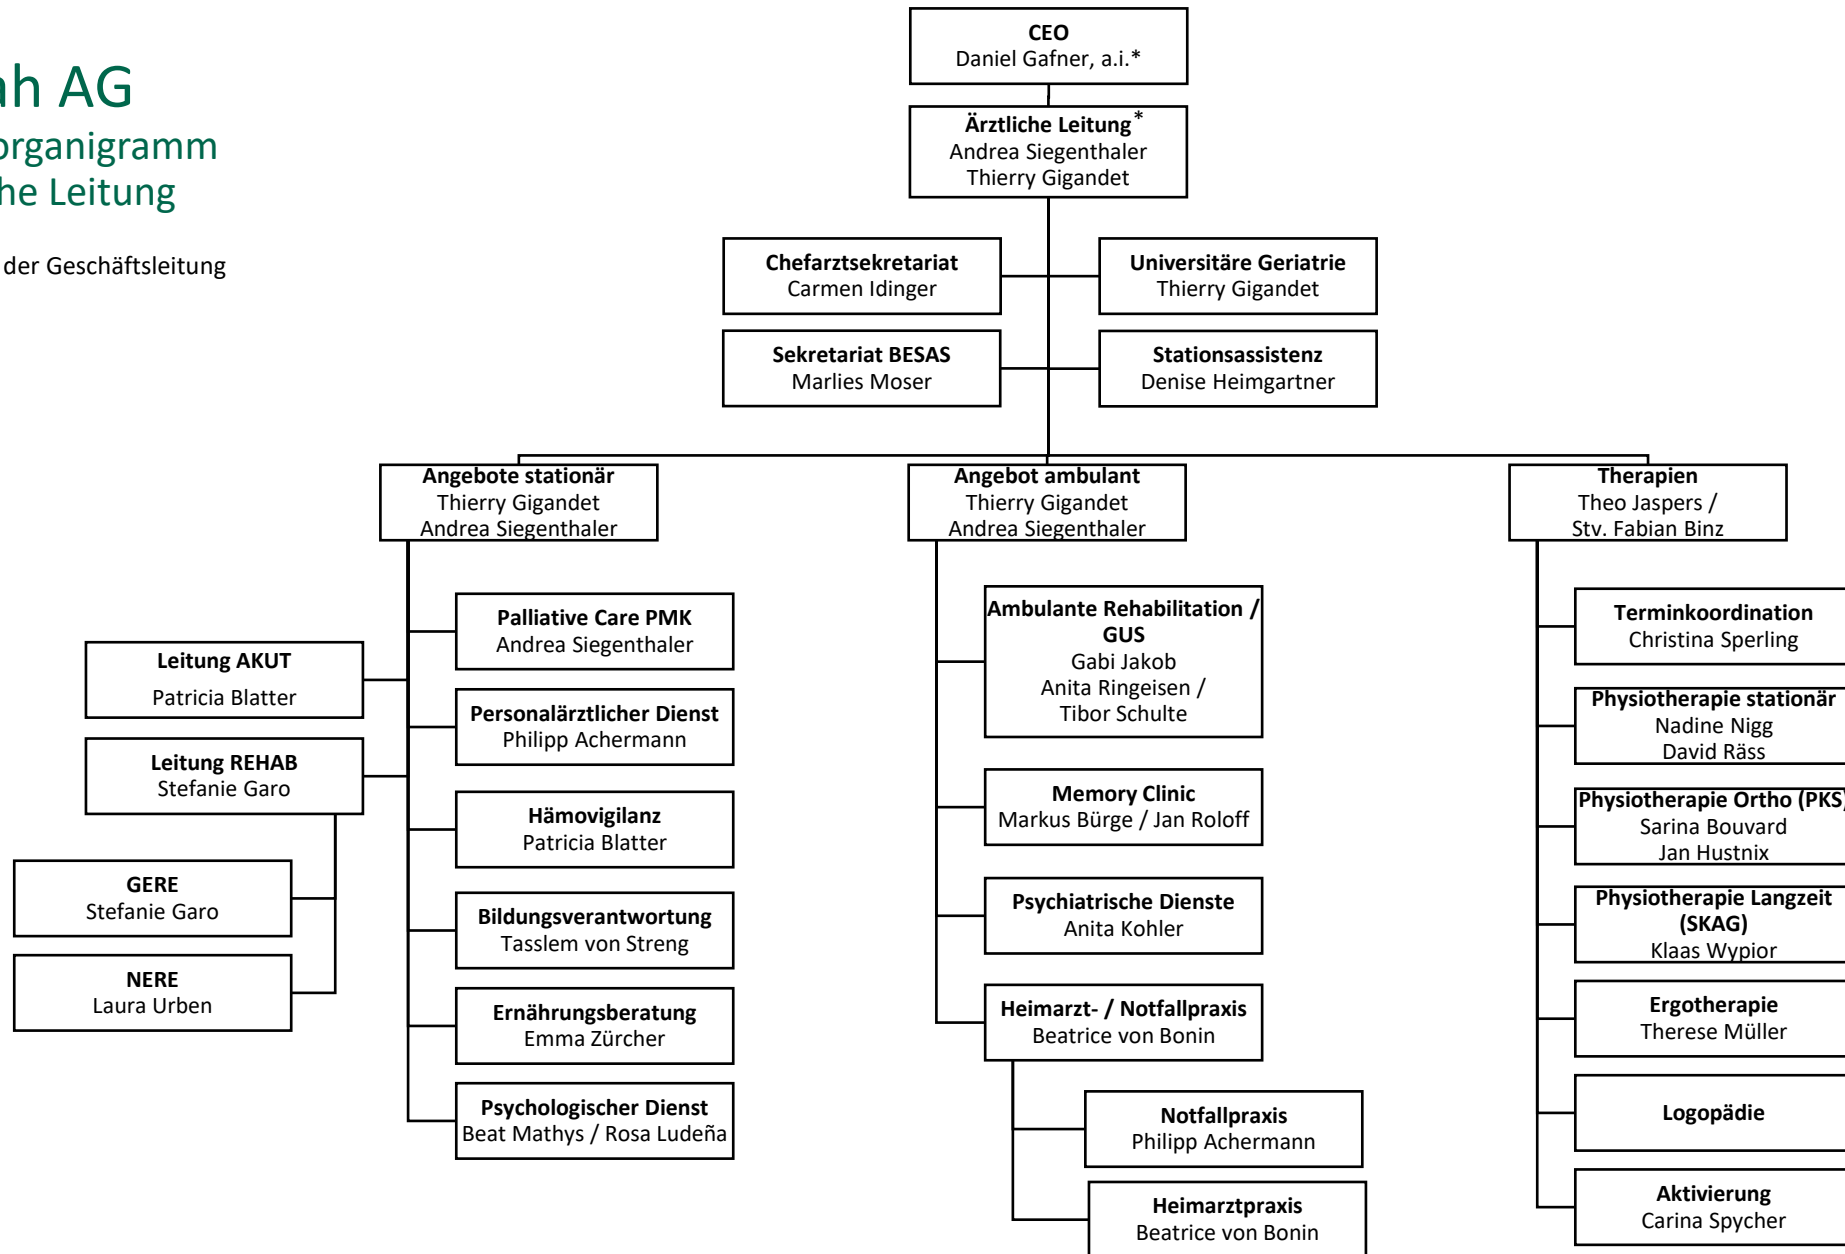 ah AG
organigramm
he Leitung
der Geschäftsleitung
CEO
Daniel Gafner, a.i.*
Ärztliche Leitung*
Andrea Siegenthaler
Thierry Gigandet
Chefarztsekretariat
Carmen Idinger
Universitäre Geriatrie
Thierry Gigandet
Sekretariat BESAS
Marlies Moser
Stationsassistenz
Denise Heimgartner
Angebote stationär
Thierry Gigandet
Andrea Siegenthaler
Leitung AKUT
Patricia Blatter
Leitung REHAB
Stefanie Garo
GERE
Stefanie Garo
NERE
Laura Urben
Palliative Care PMK
Andrea Siegenthaler
Personalärztlicher Dienst
Philipp Achermann
Hämovigilanz
Patricia Blatter
Bildungsverantwortung
Tasslem von Streng
Ernährungsberatung
Emma Zürcher
Psychologischer Dienst
Beat Mathys / Rosa Ludeña
Angebot ambulant
Thierry Gigandet
Andrea Siegenthaler
Ambulante Rehabilitation /
GUS
Gabi Jakob
Anita Ringeisen /
Tibor Schulte
Memory Clinic
Markus Bürge / Jan Roloff
Psychiatrische Dienste
Anita Kohler
Heimarzt- / Notfallpraxis
Beatrice von Bonin
Notfallpraxis
Philipp Achermann
Heimarztpraxis
Beatrice von Bonin
Therapien
Theo Jaspers /
Stv. Fabian Binz
Terminkoordination
Christina Sperling
Physiotherapie stationär
Nadine Nigg
David Räss
Physiotherapie Ortho (PKS)
Sarina Bouvard
Jan Hustnix
Physiotherapie Langzeit
(SKAG)
Klaas Wypior
Ergotherapie
Therese Müller
Logopädie
Aktivierung
Carina Spycher